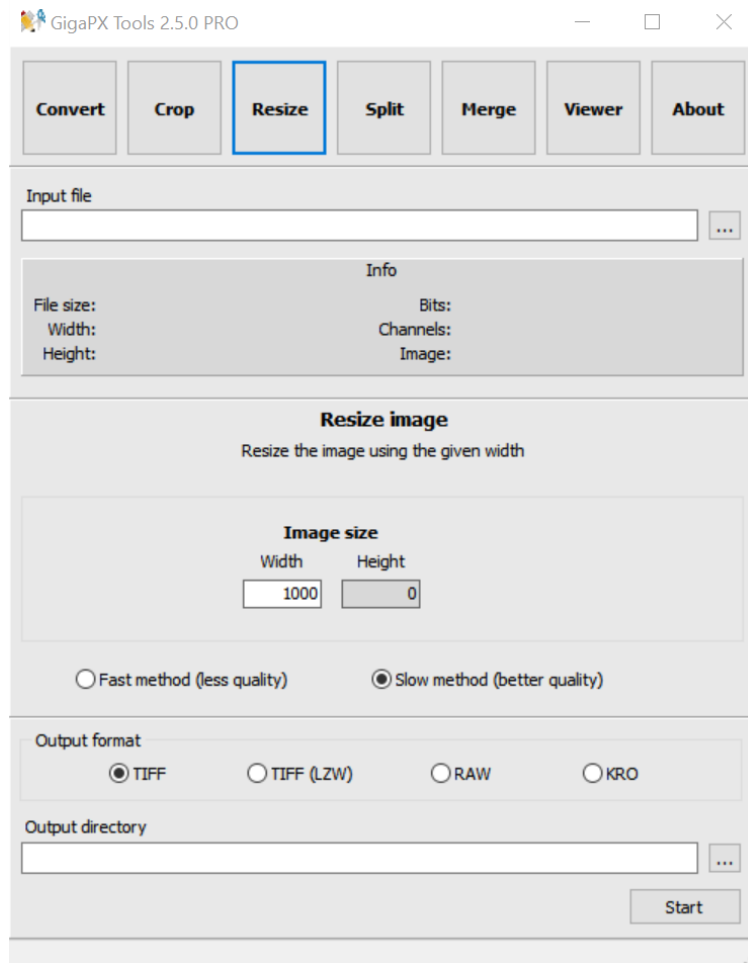 GigaPX Tools 2.5.0 PRO
Convert Crop Resize Split Merge Viewer About
Input file
...
Info
File size: Bits:
Width: Channels:
Height: Image:
Resize image
Resize the image using the given width
Image size
Width Height
1000 0
Fast method (less quality) Slow method (better quality)
Output format
TIFF TIFF (LZW) RAW KRO
Output directory
...
Start